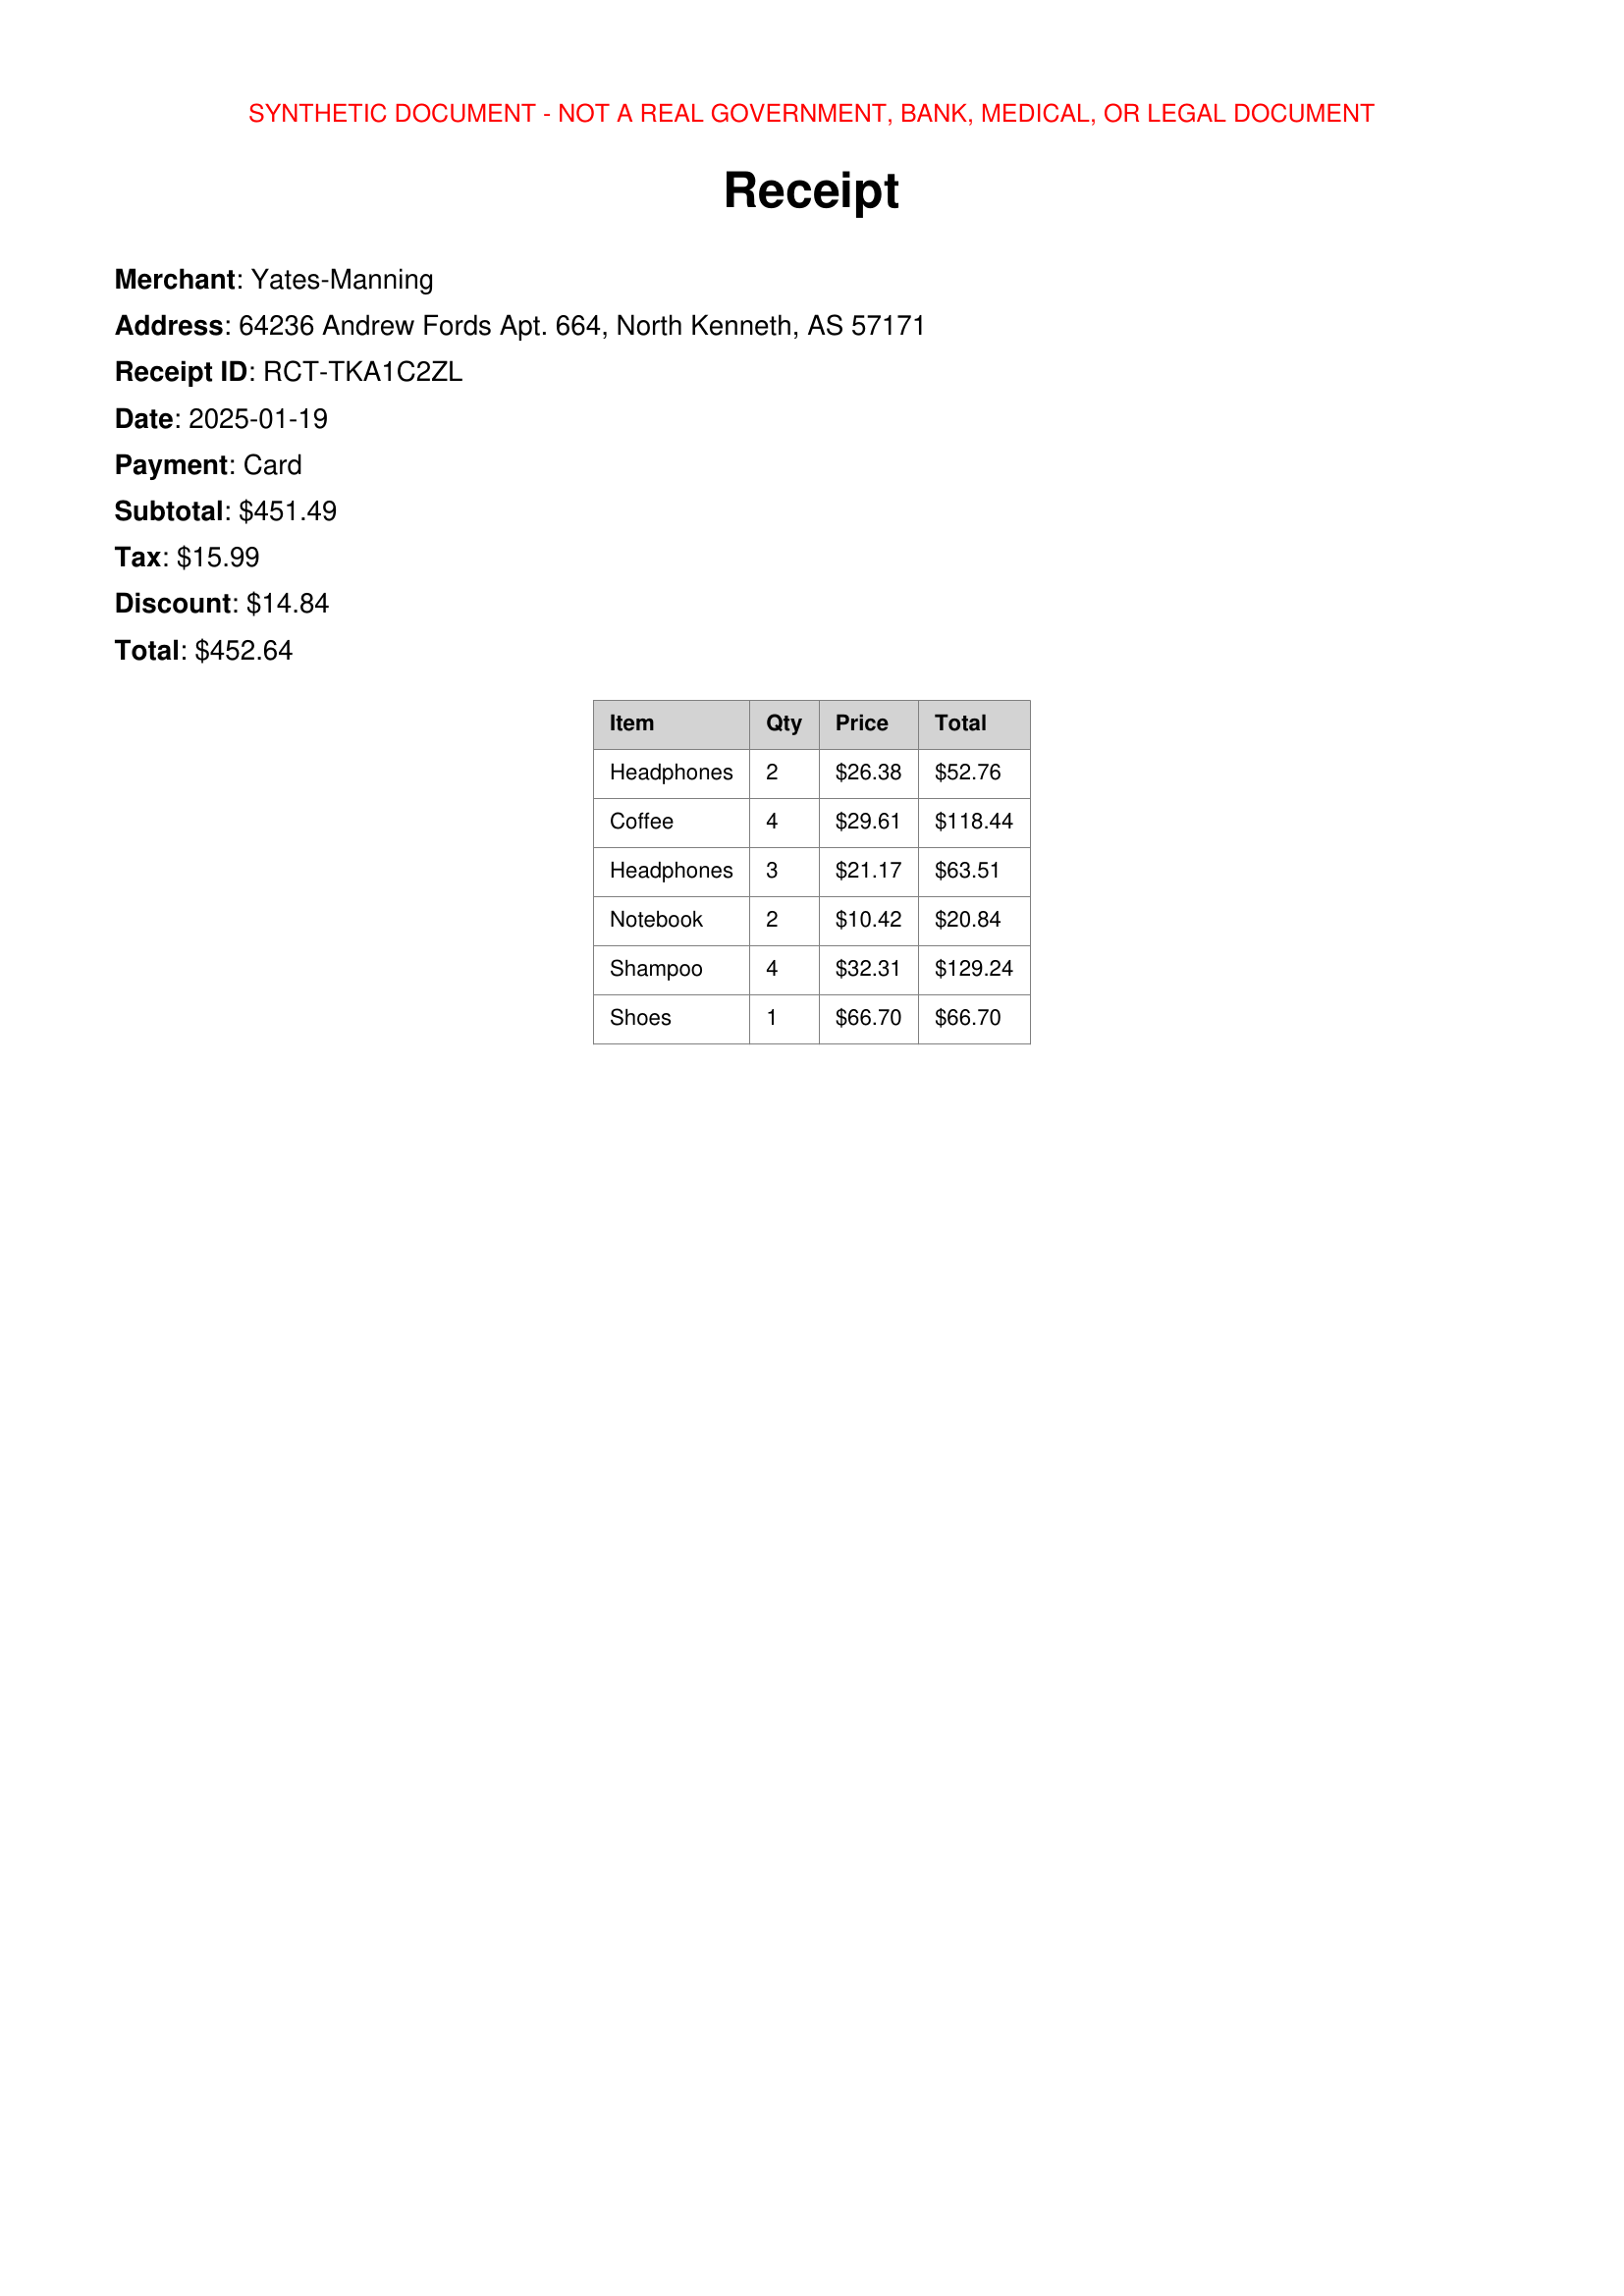 SYNTHETIC DOCUMENT - NOT A REAL GOVERNMENT, BANK, MEDICAL, OR LEGAL DOCUMENT
Receipt
Merchant: Yates-Manning
Address: 64236 Andrew Fords Apt. 664, North Kenneth, AS 57171
Receipt ID: RCT-TKA1C2ZL
Date: 2025-01-19
Payment: Card
Subtotal: $451.49
Tax: $15.99
Discount: $14.84
Total: $452.64
Item Qty Price Total
Headphones 2 $26.38 $52.76
Coffee 4 $29.61 $118.44
Headphones 3 $21.17 $63.51
Notebook 2 $10.42 $20.84
Shampoo 4 $32.31 $129.24
Shoes 1 $66.70 $66.70